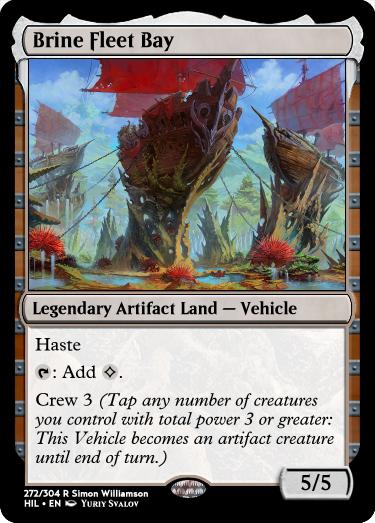 Brine Fleet Bay
Legendary Artifact Land — Vehicle
Haste
: Add .
Crew 3 (Tap any number of creatures
you control with total power 3 or greater:
This Vehicle becomes an artifact creature
until end of turn.)
5/5
272/304 R Simon Williamson
HIL • EN Yuriy Svalov